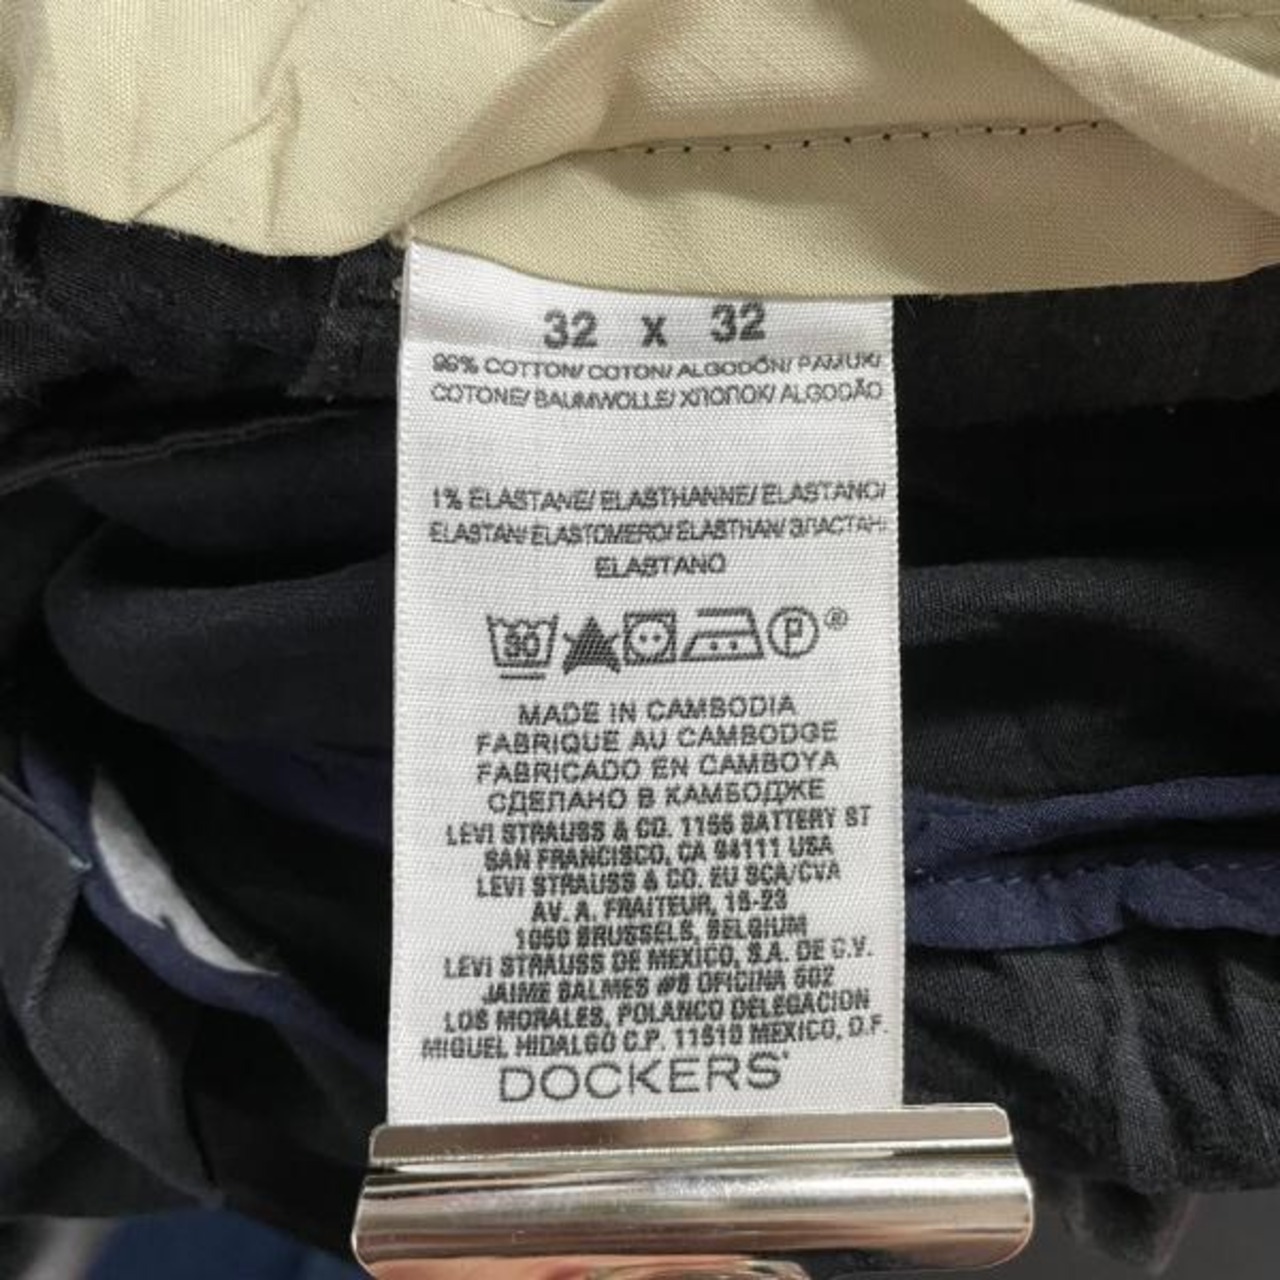 32 X 32
99% COTTON/ COTON/ ALGODÓN/ PAMUK/
COTONE/ BAUMWOLLE/ ХЛОПОК/ ALGODÃO
1% ELASTANE/ ELASTHANNE/ ELASTANO/
ELASTAN/ ELASTOMERO/ ELASTHAN/ ЭЛАСТАН/
ELASTANO
30
P ®
MADE IN CAMBODIA
FABRIQUE AU CAMBODGE
FABRICADO EN CAMBOYA
СДЕЛАНО В КАМБОДЖЕ
LEVI STRAUSS & CO. 1155 BATTERY ST
SAN FRANCISCO, CA 94111 USA
LEVI STRAUSS & CO. EU SCA/CVA
AV. A. FRAITEUR, 15-23
1050 BRUSSELS, BELGIUM
LEVI STRAUSS DE MEXICO, S.A. DE C.V.
JAIME BALMES #8 OFICINA 602
LOS MORALES, POLANCO DELEGACION
MIGUEL HIDALGO C.P. 11510 MEXICO, D.F.
DOCKERS